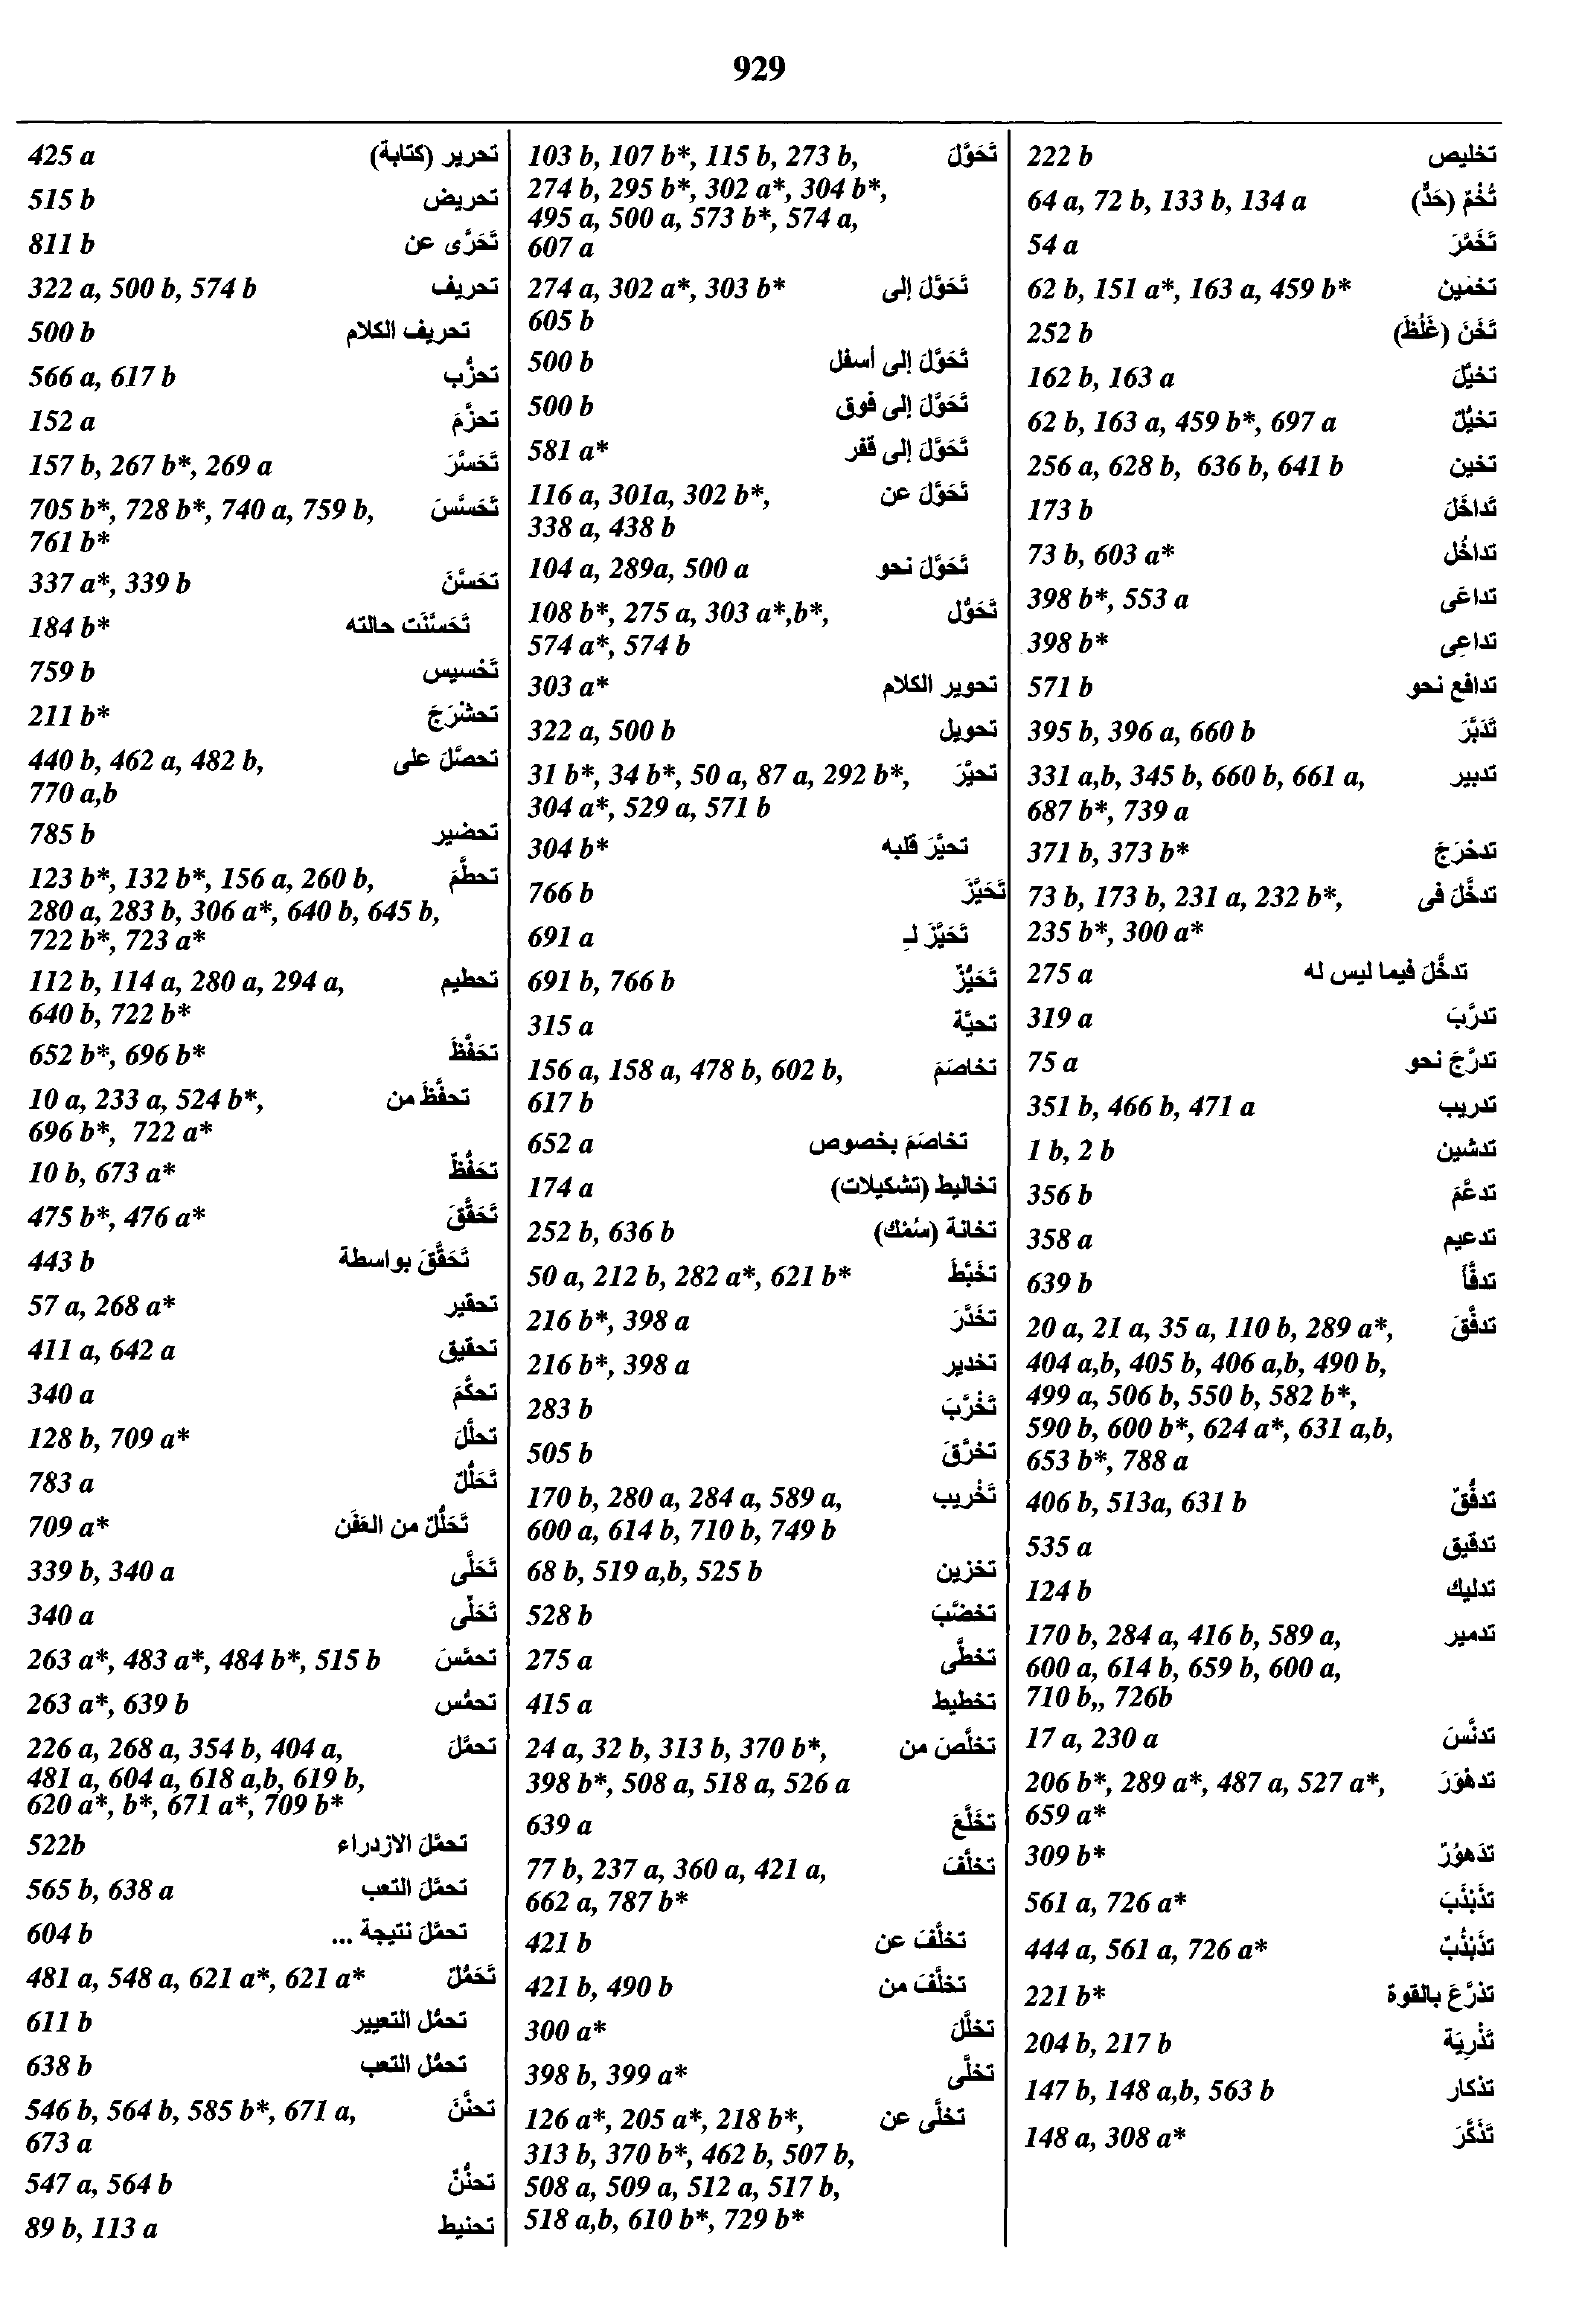 929
425 a تحرير (كتابة)
515 b تحريض
811 b تَحَرَّى عن
322 a, 500 b, 574 b تحريف
500 b تحريف الكلام
566 a, 617 b تحزُّب
152 a تحزَّمَ
157 b, 267 b*, 269 a تَحَسَّرَ
705 b*, 728 b*, 740 a, 759 b, تَحَسَّسَ
761 b*
337 a*, 339 b تَحَسَّنَ
184 b* تَحَسَّنَت حالته
759 b تَخسيس
211 b* تحشْرَجَ
440 b, 462 a, 482 b, تحصَّلَ على
770 a,b
785 b تحضير
123 b*, 132 b*, 156 a, 260 b, تحطَّمَ
280 a, 283 b, 306 a*, 640 b, 645 b,
722 b*, 723 a*
112 b, 114 a, 280 a, 294 a, تحطيم
640 b, 722 b*
652 b*, 696 b* تحَفَّظَ
10 a, 233 a, 524 b*, تحفَّظَ من
696 b*, 722 a*
10 b, 673 a* تحَفُّظٌ
475 b*, 476 a* تَحَقَّقَ
443 b تَحَقَّقَ بواسطة
57 a, 268 a* تحقير
411 a, 642 a تحقيق
340 a تحكَّمَ
128 b, 709 a* تحلَّلَ
783 a تَحَلُّلٌ
709 a* تَحَلُّلٌ من العَفَن
339 b, 340 a تَحَلَّى
340 a تَحَلِّى
263 a*, 483 a*, 484 b*, 515 b تحمَّسَ
263 a*, 639 b تحمُّس
226 a, 268 a, 354 b, 404 a, تحمَّلَ
481 a, 604 a, 618 a,b, 619 b,
620 a*, b*, 671 a*, 709 b*
522b تحمَّلَ الازدراء
565 b, 638 a تحمَّلَ التعب
604 b تحمَّلَ نتيجة ...
481 a, 548 a, 621 a*, 621 a* تَحَمُّلٌ
611 b تحمُّل التعيير
638 b تحمُّل التعب
546 b, 564 b, 585 b*, 671 a, تحنَّنَ
673 a
547 a, 564 b تحنُّنٌ
89 b, 113 a تحنيط
103 b, 107 b*, 115 b, 273 b, تَحَوَّلَ
274 b, 295 b*, 302 a*, 304 b*,
495 a, 500 a, 573 b*, 574 a,
607 a
274 a, 302 a*, 303 b* تَحَوَّلَ إلى
605 b
500 b تَحَوَّلَ إلى أسفل
500 b تَحَوَّلَ إلى فوق
581 a* تَحَوَّلَ إلى قفر
116 a, 301a, 302 b*, تَحَوَّلَ عن
338 a, 438 b
104 a, 289a, 500 a تَحَوَّلَ نحو
108 b*, 275 a, 303 a*,b*, تَحَوُّل
574 a*, 574 b
303 a* تحوير الكلام
322 a, 500 b تحويل
31 b*, 34 b*, 50 a, 87 a, 292 b*, تحيَّرَ
304 a*, 529 a, 571 b
304 b* تحيَّرَ قلبه
766 b تَحَيَّزَ
691 a تَحَيَّزَ لـِ
691 b, 766 b تَحَيُّزٌ
315 a تحيَّة
156 a, 158 a, 478 b, 602 b, تخاصَمَ
617 b
652 a تخاصَمَ بخصوص
174 a تخاليط (تشكيلات)
252 b, 636 b تخانة (سُمْك)
50 a, 212 b, 282 a*, 621 b* تخَبَّطَ
216 b*, 398 a تخَدَّرَ
216 b*, 398 a تخدير
283 b تَخَرَّبَ
505 b تخرَّقَ
170 b, 280 a, 284 a, 589 a, تَخْريب
600 a, 614 b, 710 b, 749 b
68 b, 519 a,b, 525 b تخزين
528 b تخضَّبَ
275 a تخطَّى
415 a تخطيط
24 a, 32 b, 313 b, 370 b*, تخلَّصَ من
398 b*, 508 a, 518 a, 526 a
639 a تَخَلَّعَ
77 b, 237 a, 360 a, 421 a, تخلَّفَ
662 a, 787 b*
421 b تخلَّفَ عن
421 b, 490 b تخلَّفَ من
300 a* تخلَّلَ
398 b, 399 a* تخلَّى
126 a*, 205 a*, 218 b*, تخلَّى عن
313 b, 370 b*, 462 b, 507 b,
508 a, 509 a, 512 a, 517 b,
518 a,b, 610 b*, 729 b*
222 b تخليص
64 a, 72 b, 133 b, 134 a تُخْمٌ (حَدٌّ)
54 a تَخَمَّرَ
62 b, 151 a*, 163 a, 459 b* تخمين
252 b تَخَنَ (غَلُظَ)
162 b, 163 a تخيَّلَ
62 b, 163 a, 459 b*, 697 a تخيُّلٌ
256 a, 628 b, 636 b, 641 b تخين
173 b تَداخَلَ
73 b, 603 a* تداخُل
398 b*, 553 a تداعَى
398 b* تداعِى
571 b تدافع نحو
395 b, 396 a, 660 b تَدَبَّرَ
331 a,b, 345 b, 660 b, 661 a, تدبير
687 b*, 739 a
371 b, 373 b* تدخرَجَ
73 b, 173 b, 231 a, 232 b*, تدخَّلَ فى
235 b*, 300 a*
275 a تدخَّلَ فيما ليس له
319 a تدرَّبَ
75 a تدرَّجَ نحو
351 b, 466 b, 471 a تدريب
1 b, 2 b تدشين
356 b تدعَّمَ
358 a تدعيم
639 b تدفَّأَ
20 a, 21 a, 35 a, 110 b, 289 a*, تدفَّقَ
404 a,b, 405 b, 406 a,b, 490 b,
499 a, 506 b, 550 b, 582 b*,
590 b, 600 b*, 624 a*, 631 a,b,
653 b*, 788 a
406 b, 513a, 631 b تدفُّقٌ
535 a تدقيق
124 b تدليك
170 b, 284 a, 416 b, 589 a, تدمير
600 a, 614 b, 659 b, 600 a,
710 b,, 726b
17 a, 230 a تدنَّسَ
206 b*, 289 a*, 487 a, 527 a*, تدهْوَرَ
659 a*
309 b* تدَهوُرٌ
561 a, 726 a* تذَبْذَبَ
444 a, 561 a, 726 a* تذَبْذُبٌ
221 b* تذرَّعَ بالقوة
204 b, 217 b تَذْرِيَة
147 b, 148 a,b, 563 b تذكار
148 a, 308 a* تَذَكَّرَ